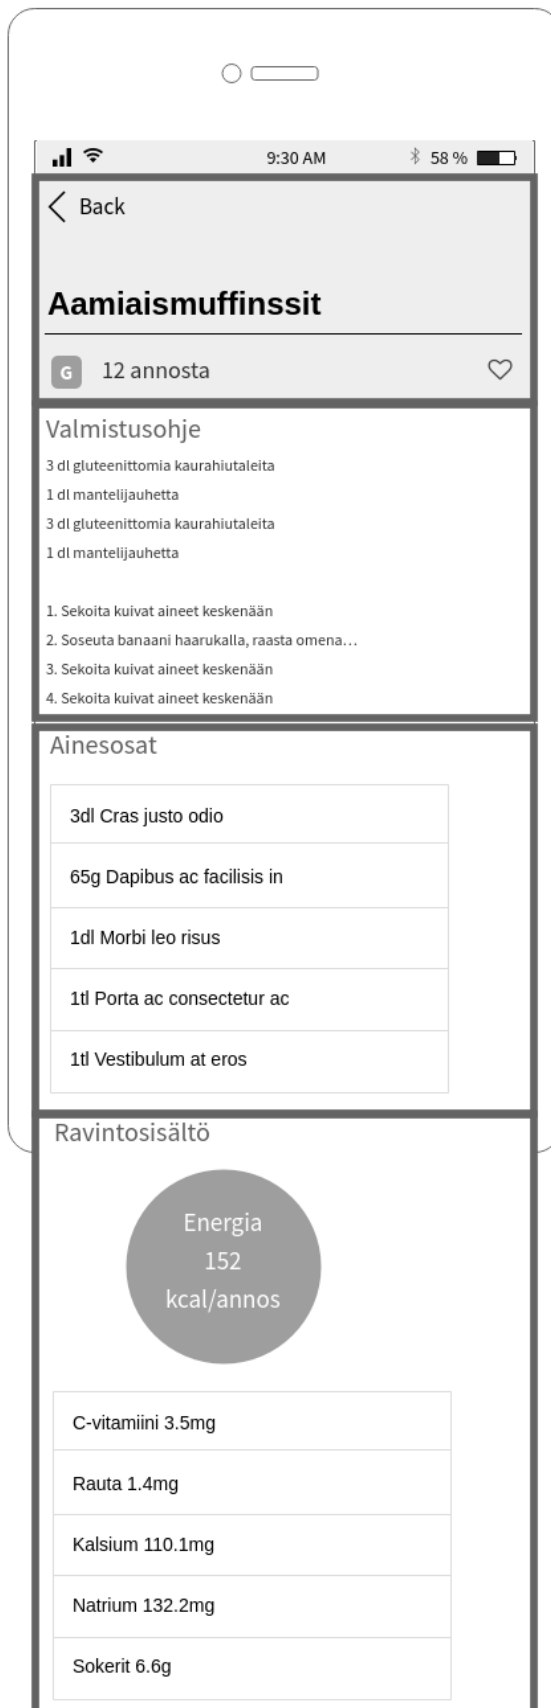 9:30 AM 58 %
Back
Aamiaismuffinssit
G 12 annosta
Valmistusohje
3 dl gluteenittomia kaurahiutaleita
1 dl mantelijauhetta
3 dl gluteenittomia kaurahiutaleita
1 dl mantelijauhetta
1. Sekoita kuivat aineet keskenään
2. Soseuta banaani haarukalla, raasta omena…
3. Sekoita kuivat aineet keskenään
4. Sekoita kuivat aineet keskenään
Ainesosat
3dl Cras justo odio
65g Dapibus ac facilisis in
1dl Morbi leo risus
1tl Porta ac consectetur ac
1tl Vestibulum at eros
Ravintosisältö
Energia
152
kcal/annos
C-vitamiini 3.5mg
Rauta 1.4mg
Kalsium 110.1mg
Natrium 132.2mg
Sokerit 6.6g